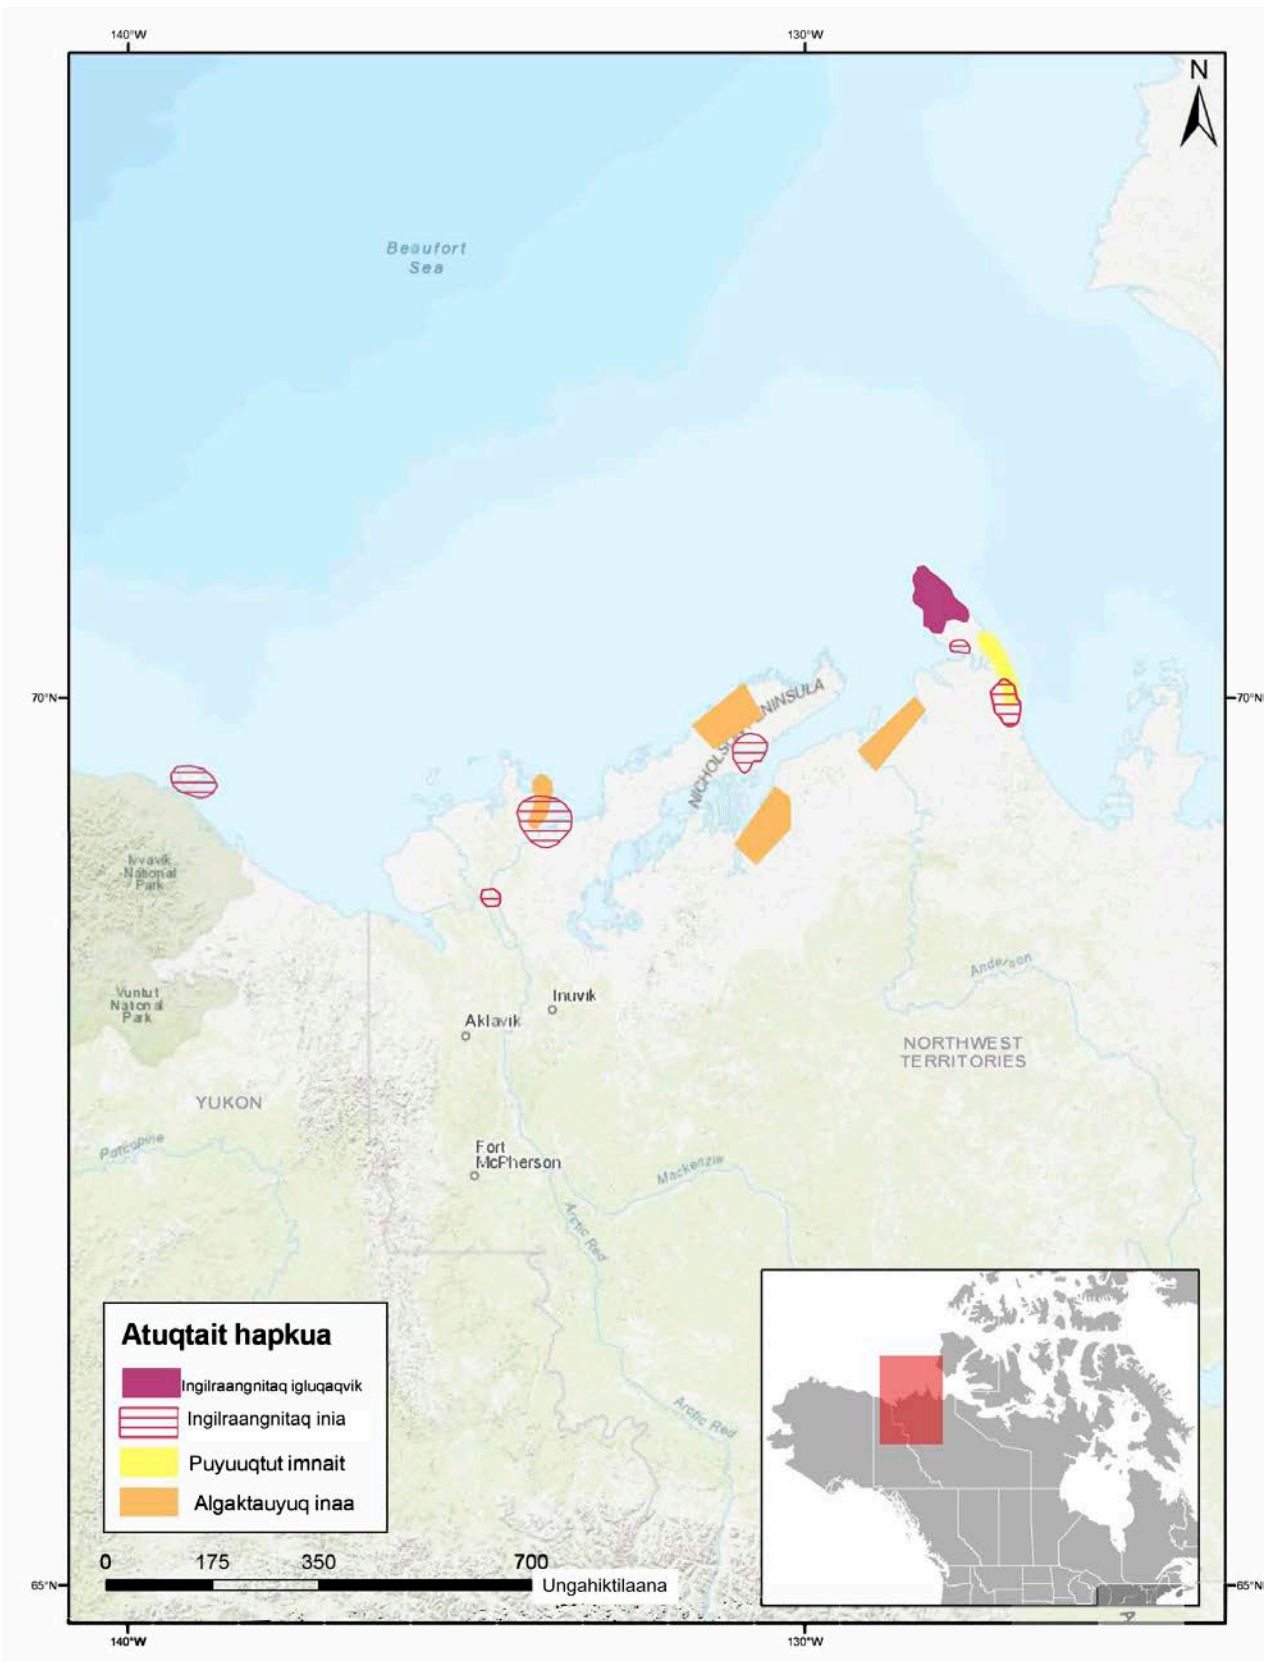 140°W 130°W
N
Beaufort
Sea
NICHOLSON PENINSULA
70°N 70°N
Ivvavik
National
Park
Vuntut
National
Park
Inuvik
Aklavik
Anderson
NORTHWEST
TERRITORIES
YUKON
Porcupine
Fort
McPherson
Mackenzie
Arctic Red
Arctic Red
Atuqtait hapkua
Ingilraangnitaq igluqaqvik
Ingilraangnitaq inia
Puyuuqtut imnait
Algaktauyuq inaa
0 175 350 700
Ungahiktilaana
65°N 65°N
140°W 130°W